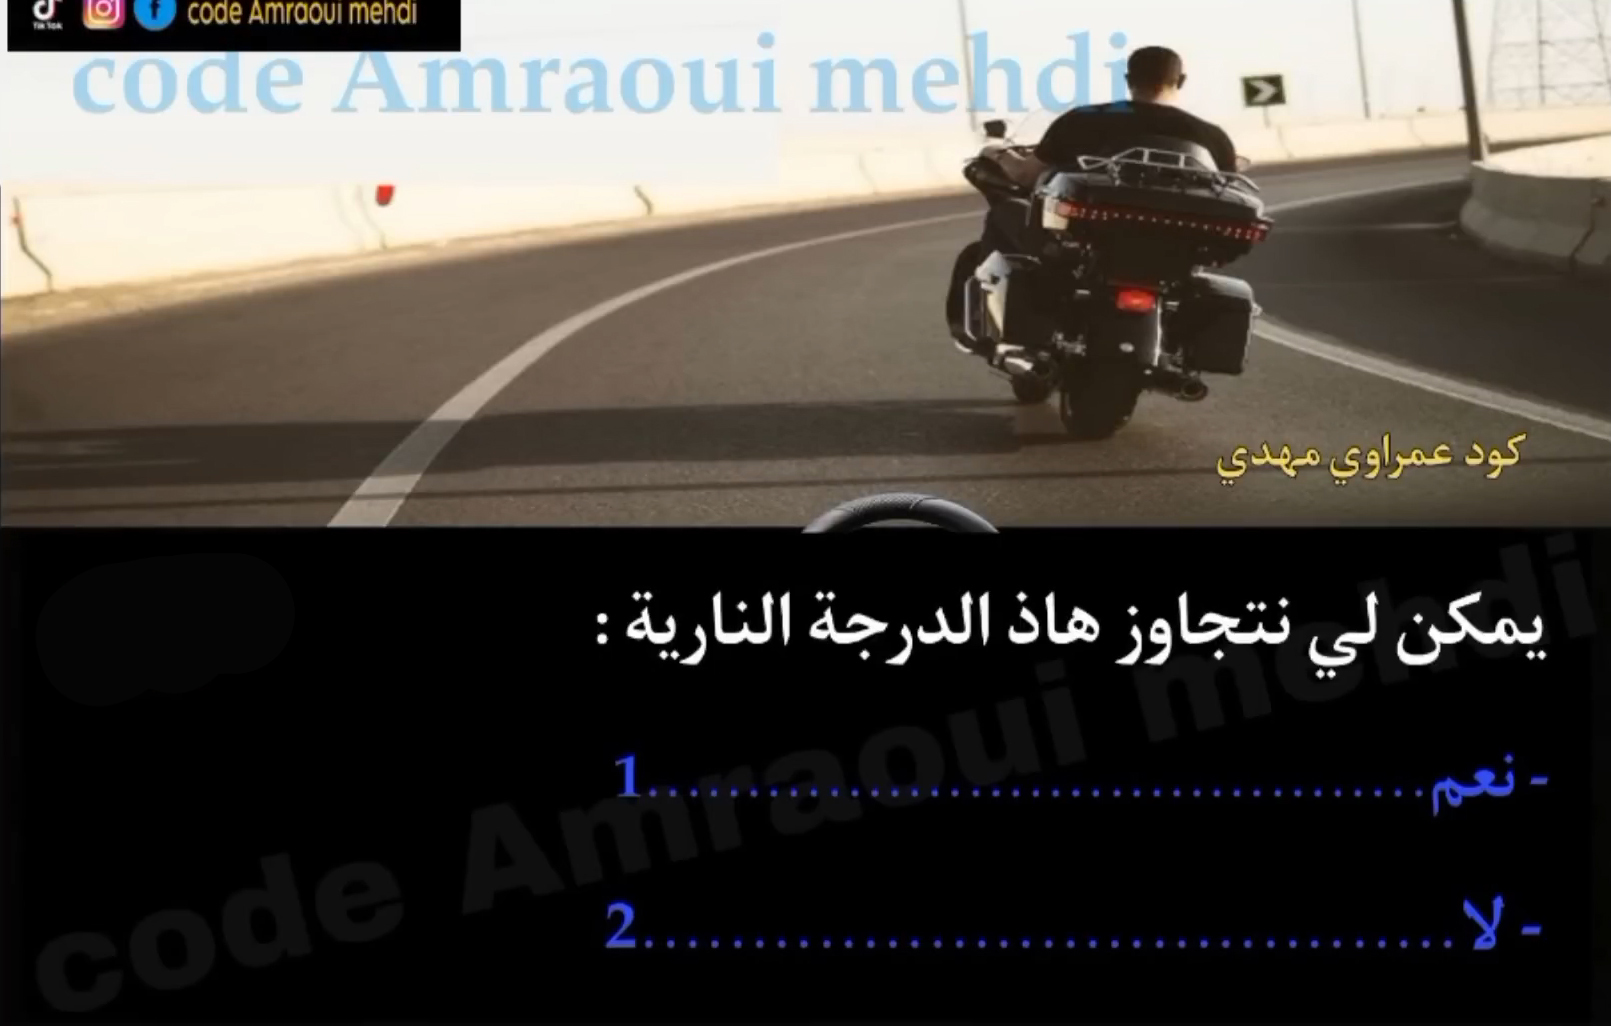 TikTok
code Amraoui mehdi
code Amraoui mehdi
كود عمراوي مهدي
يمكن لي نتجاوز هاذ الدرجة النارية :
- نعم........................................1
- لا........................................2
code Amraoui mehdi